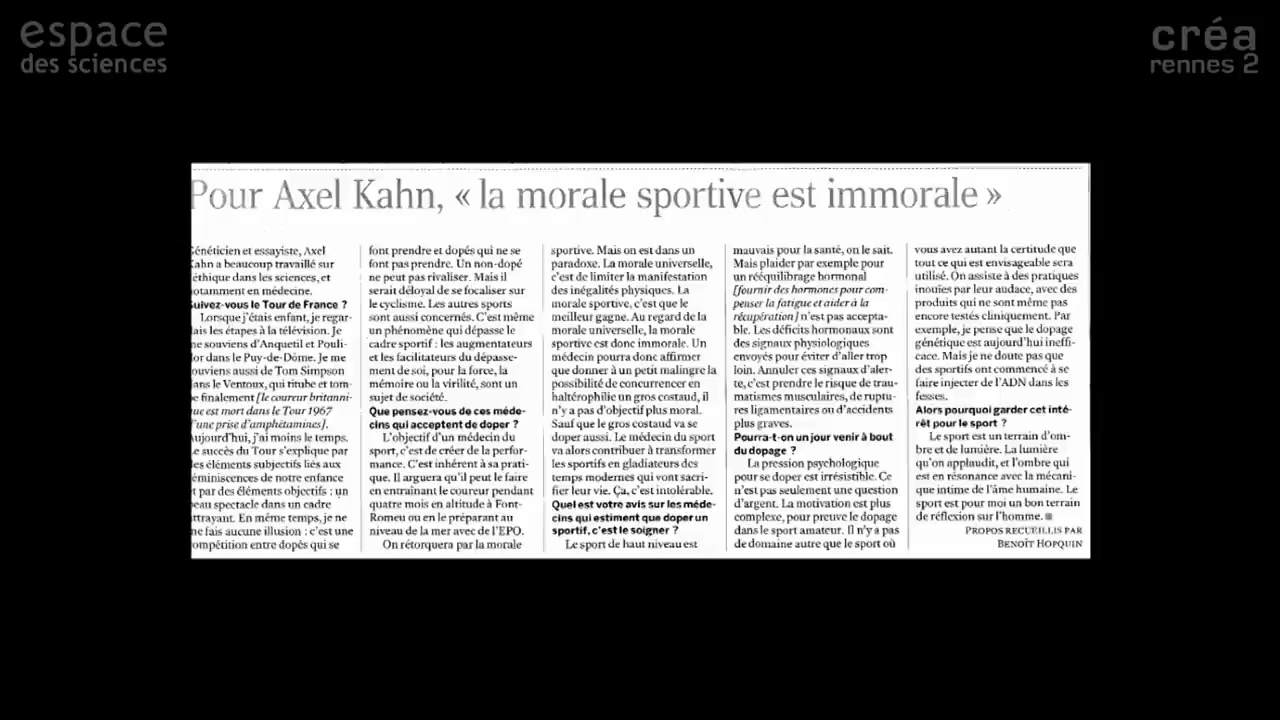 espace
des sciences
créa
rennes 2
Pour Axel Kahn, « la morale sportive est immorale »
Généticien et essayiste, Axel
Kahn a beaucoup travaillé sur
l'éthique dans les sciences, et
notamment en médecine.
Suivez-vous le Tour de France ?
Lorsque j'étais enfant, je regar-
dais les étapes à la télévision. Je
me souviens d'Anquetil et Pouli-
dor dans le Puy-de-Dôme. Je me
souviens aussi de Tom Simpson
dans le Ventoux, qui titube et tom-
be finalement [le coureur britanni-
que est mort dans le Tour 1967
d'une prise d'amphétamines].
Aujourd'hui, j'ai moins le temps.
Le succès du Tour s'explique par
des éléments subjectifs liés aux
réminiscences de notre enfance
et par des éléments objectifs : un
beau spectacle dans un cadre
attrayant. En même temps, je ne
me fais aucune illusion : c'est une
compétition entre dopés qui se
font prendre et dopés qui ne se
font pas prendre. Un non-dopé
ne peut pas rivaliser. Mais il
serait déloyal de se focaliser sur
le cyclisme. Les autres sports
sont aussi concernés. C'est même
un phénomène qui dépasse le
cadre sportif : les augmentateurs
et les facilitateurs du dépasse-
ment de soi, pour la force, la
mémoire ou la virilité, sont un
sujet de société.
Que pensez-vous de ces méde-
cins qui acceptent de doper ?
L'objectif d'un médecin du
sport, c'est de créer de la perfor-
mance. C'est inhérent à sa prati-
que. Il arguera qu'il peut le faire
en entraînant le coureur pendant
quatre mois en altitude à Font-
Romeu ou en le préparant au
niveau de la mer avec de l'EPO.
On rétorquera par la morale
sportive. Mais on est dans un
paradoxe. La morale universelle,
c'est de limiter la manifestation
des inégalités physiques. La
morale sportive, c'est que le
meilleur gagne. Au regard de la
morale universelle, la morale
sportive est donc immorale. Un
médecin pourra donc affirmer
que donner à un petit malingre la
possibilité de concurrencer en
haltérophilie un gros costaud, il
n'y a pas d'objectif plus moral.
Sauf que le gros costaud va se
doper aussi. Le médecin du sport
va alors contribuer à transformer
les sportifs en gladiateurs des
temps modernes qui vont sacri-
fier leur vie. Ça, c'est intolérable.
Quel est votre avis sur les méde-
cins qui estiment que doper un
sportif, c'est le soigner ?
Le sport de haut niveau est
mauvais pour la santé, on le sait.
Mais plaider par exemple pour
un rééquilibrage hormonal
[fournir des hormones pour com-
penser la fatigue et aider à la
récupération] n'est pas accepta-
ble. Les déficits hormonaux sont
des signaux physiologiques
envoyés pour éviter d'aller trop
loin. Annuler ces signaux d'aler-
te, c'est prendre le risque de trau-
matismes musculaires, de ruptu-
res ligamentaires ou d'accidents
plus graves.
Pourra-t-on un jour venir à bout
du dopage ?
La pression psychologique
pour se doper est irrésistible. Ce
n'est pas seulement une question
d'argent. La motivation est plus
complexe, pour preuve le dopage
dans le sport amateur. Il n'y a pas
de domaine autre que le sport où
vous avez autant la certitude que
tout ce qui est envisageable sera
utilisé. On assiste à des pratiques
inouïes par leur audace, avec des
produits qui ne sont même pas
encore testés cliniquement. Par
exemple, je pense que le dopage
génétique est aujourd'hui ineffi-
cace. Mais je ne doute pas que
des sportifs ont commencé à se
faire injecter de l'ADN dans les
fesses.
Alors pourquoi garder cet inté-
rêt pour le sport ?
Le sport est un terrain d'om-
bre et de lumière. La lumière
qu'on applaudit, et l'ombre qui
est en résonance avec la mécani-
que intime de l'âme humaine. Le
sport est pour moi un bon terrain
de réflexion sur l'homme.
PROPOS RECUEILLIS PAR
BENOÎT HOPQUIN